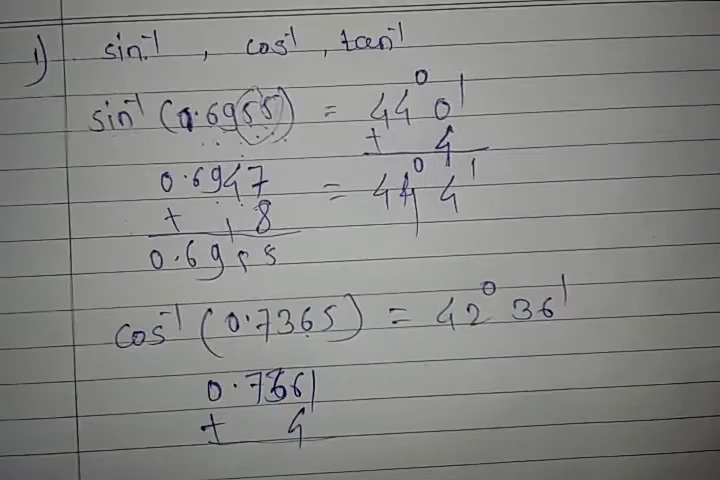 1) sin⁻¹ , cos⁻¹ , tan⁻¹
sin⁻¹ (0.6955) = 44° 0'
+ 4
0.6947 = 44° 4'
+ 8
0.6955
cos⁻¹ (0.7365) = 42° 36'
0.7361
+ 4